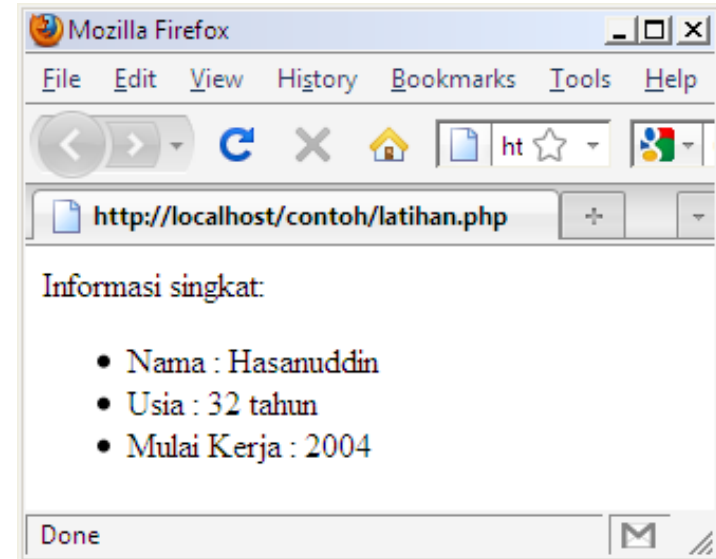 Mozilla Firefox
File Edit View History Bookmarks Tools Help
ht
http://localhost/contoh/latihan.php
Informasi singkat:
• Nama : Hasanuddin
• Usia : 32 tahun
• Mulai Kerja : 2004
Done